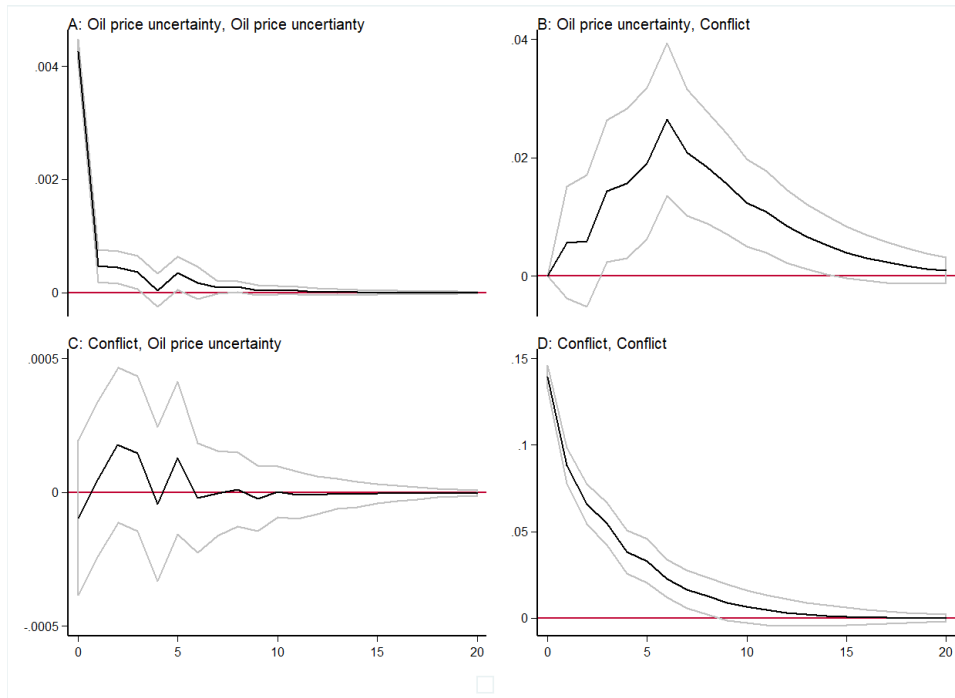 A: Oil price uncertainty, Oil price uncertianty
.004
.002
0
B: Oil price uncertainty, Conflict
.04
.02
0
C: Conflict, Oil price uncertainty
.0005
0
-.0005
0 5 10 15 20
D: Conflict, Conflict
.15
.1
.05
0
0 5 10 15 20